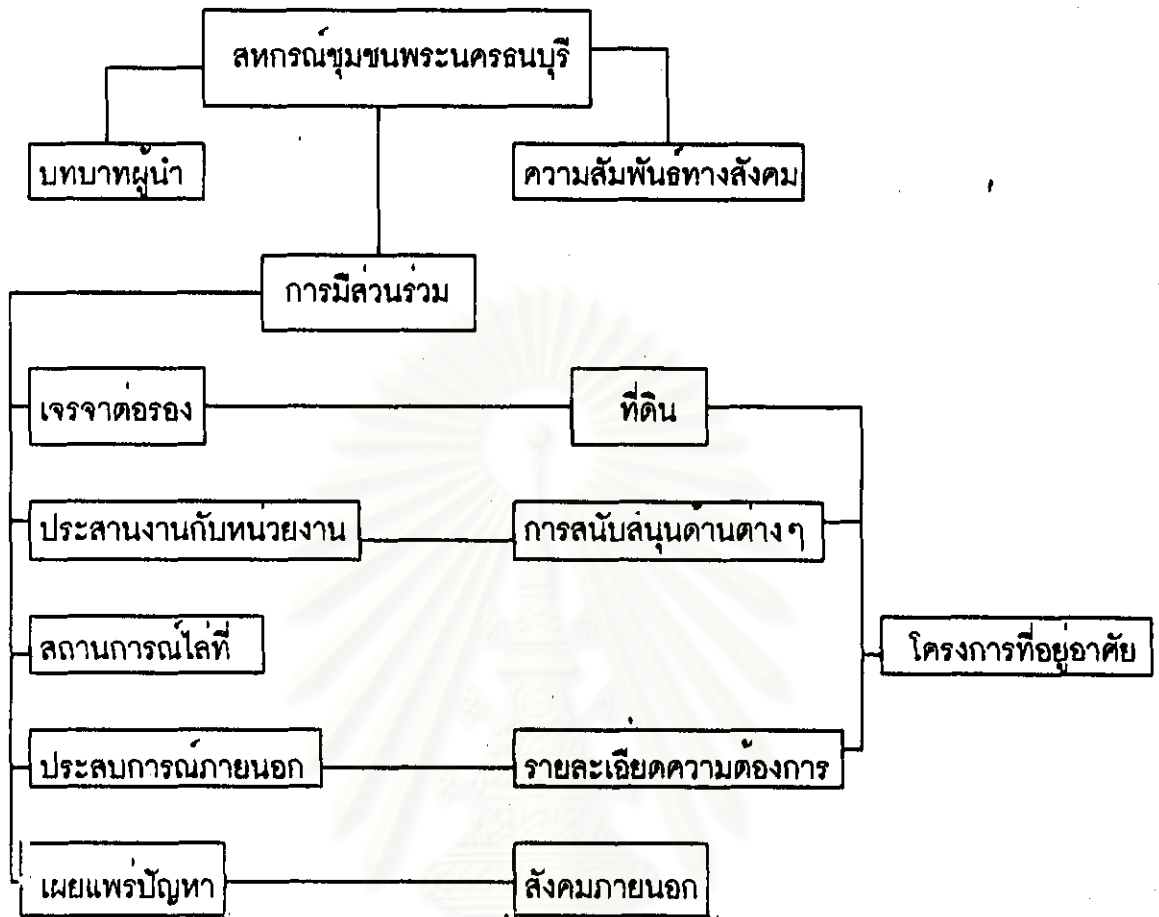 สหกรณ์ชุมชนพระนครธนบุรี
บทบาทผู้นำ
ความสัมพันธ์ทางสังคม
การมีส่วนร่วม
เจรจาต่อรอง
ที่ดิน
ประสานงานกับหน่วยงาน
การสนับสนุนด้านต่างๆ
สถานการณ์ไล่ที่
โครงการที่อยู่อาศัย
ประสบการณ์ภายนอก
รายละเอียดความต้องการ
เผยแพร่ปัญหา
สังคมภายนอก